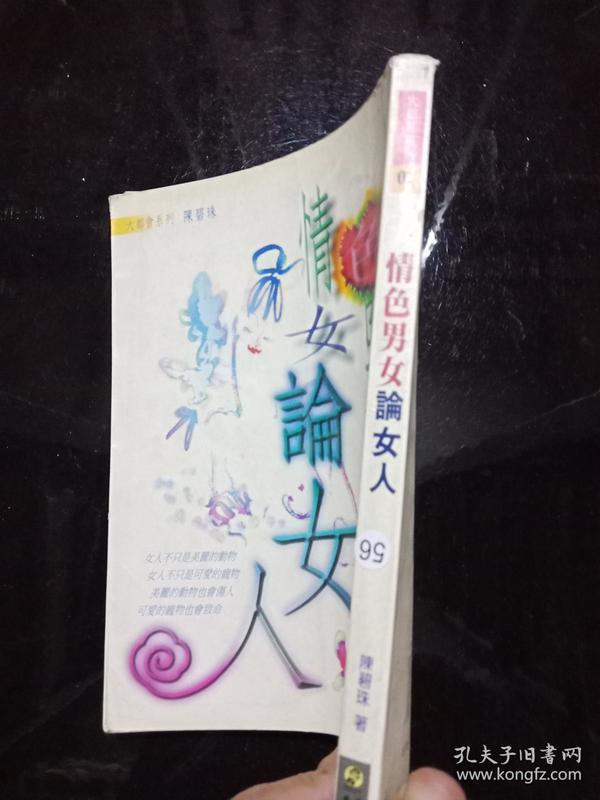 大都會系列 陳碧珠
情
女
論
女
人
女人不只是美麗的動物
女人不只是可愛的寵物
美麗的動物也會傷人
可愛的寵物也會致命
情色男女論女人
56
陳碧珠 著
孔夫子旧书网
www.kongfz.com